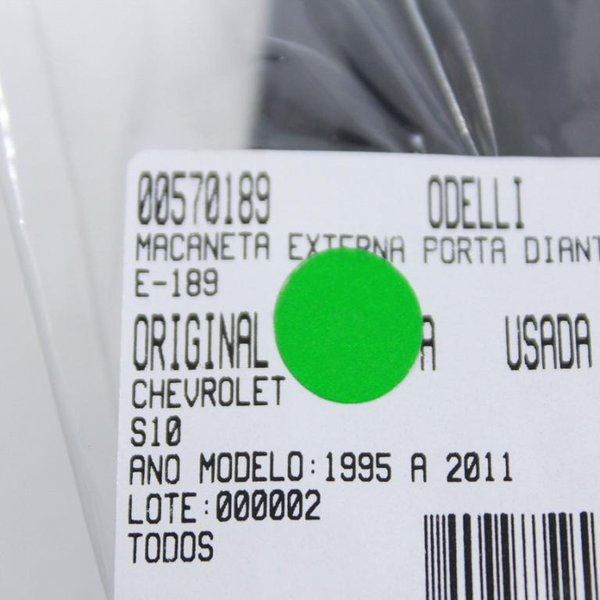 00570189 ODELLI
MACANETA EXTERNA PORTA DIANT
E-189
ORIGINAL A USADA
CHEVROLET
S10
ANO MODELO:1995 A 2011
LOTE:000002
TODOS